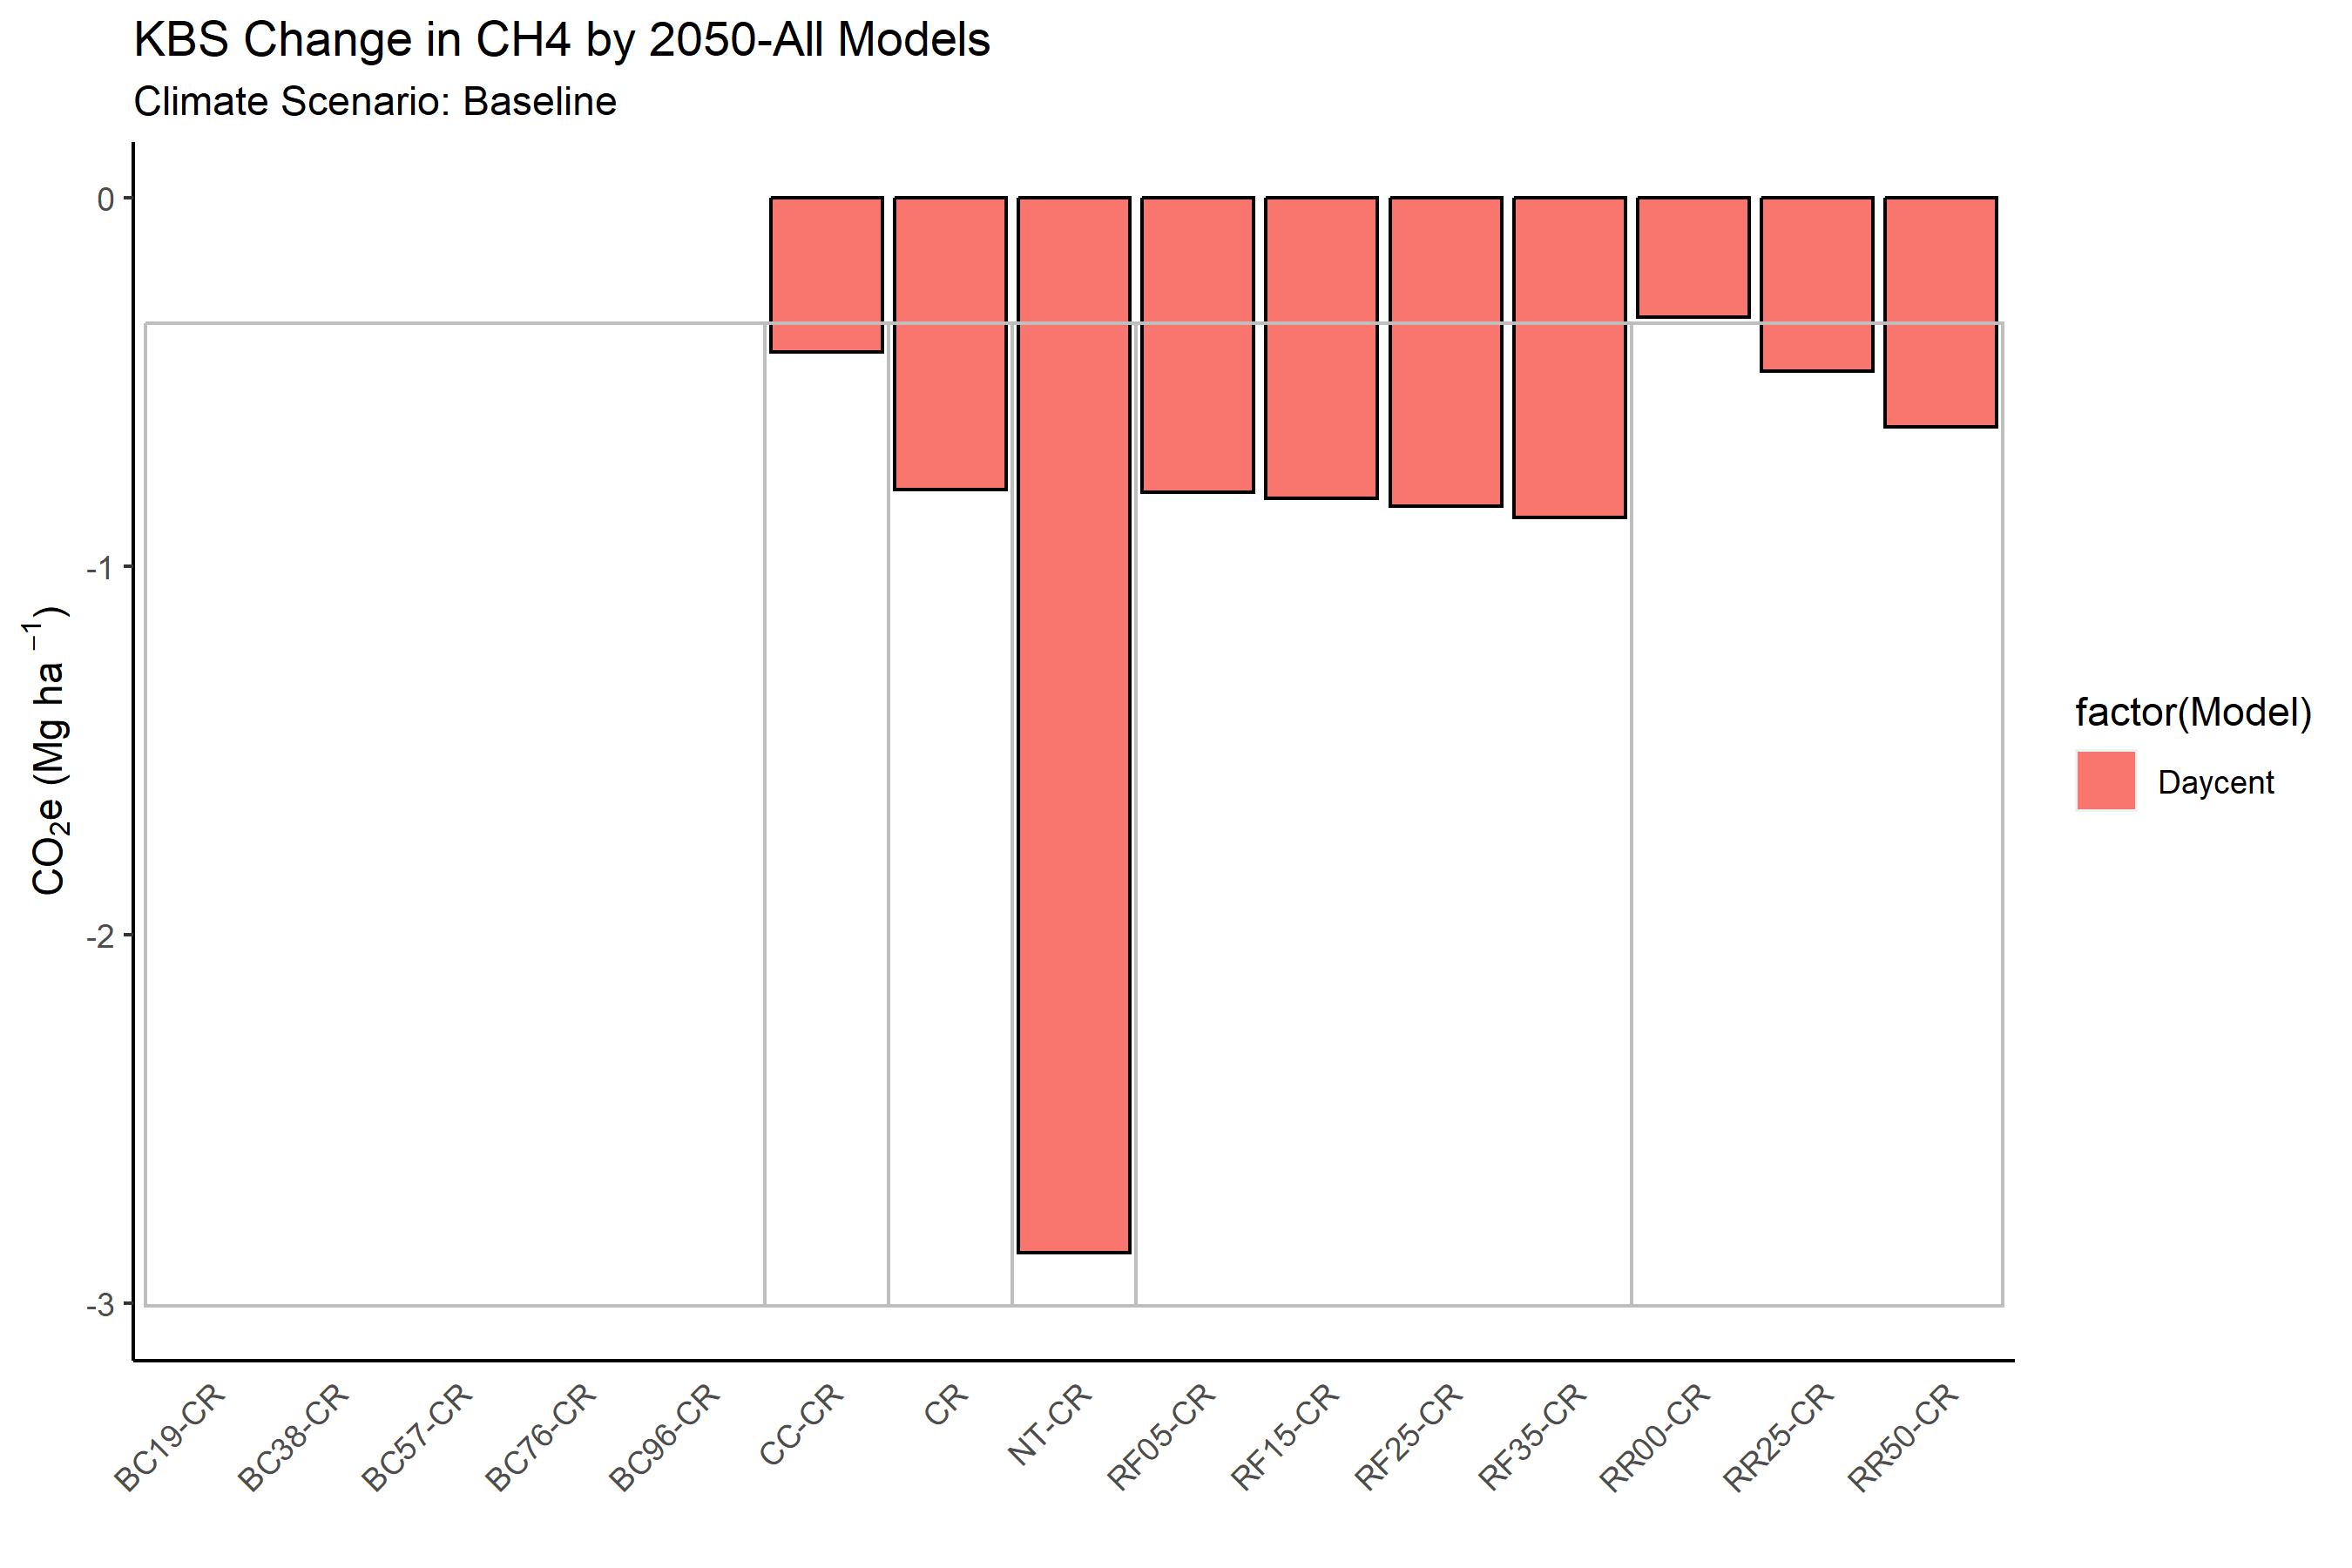 KBS Change in CH4 by 2050-All Models
Climate Scenario: Baseline
0
-1
-2
-3
CO₂e (Mg ha ⁻¹)
BC19-CR
BC38-CR
BC57-CR
BC76-CR
BC96-CR
CC-CR
CR
NT-CR
RF05-CR
RF15-CR
RF25-CR
RF35-CR
RR00-CR
RR25-CR
RR50-CR
factor(Model)
Daycent